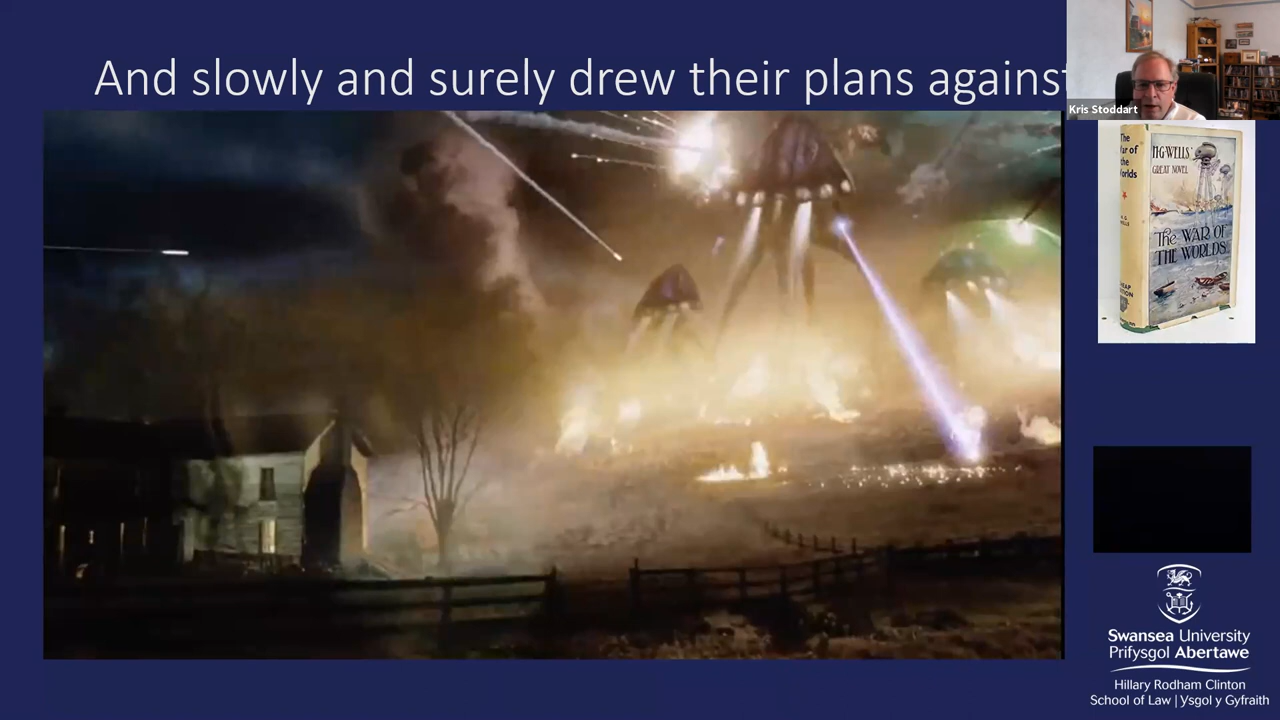 And slowly and surely drew their plans against
Kris Stoddart
The
War of
the
Worlds
H.G.
WELLS
H·G·WELLS'
GREAT NOVEL
The WAR OF
THE WORLDS
Swansea University
Prifysgol Abertawe
Hillary Rodham Clinton
School of Law | Ysgol y Gyfraith